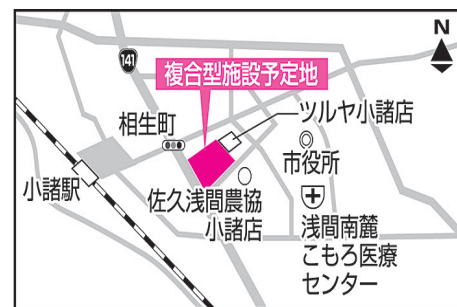 N
141
複合型施設予定地
ツルヤ小諸店
相生町
市役所
小諸駅
佐久浅間農協
小諸店
浅間南麓
こもろ医療
センター